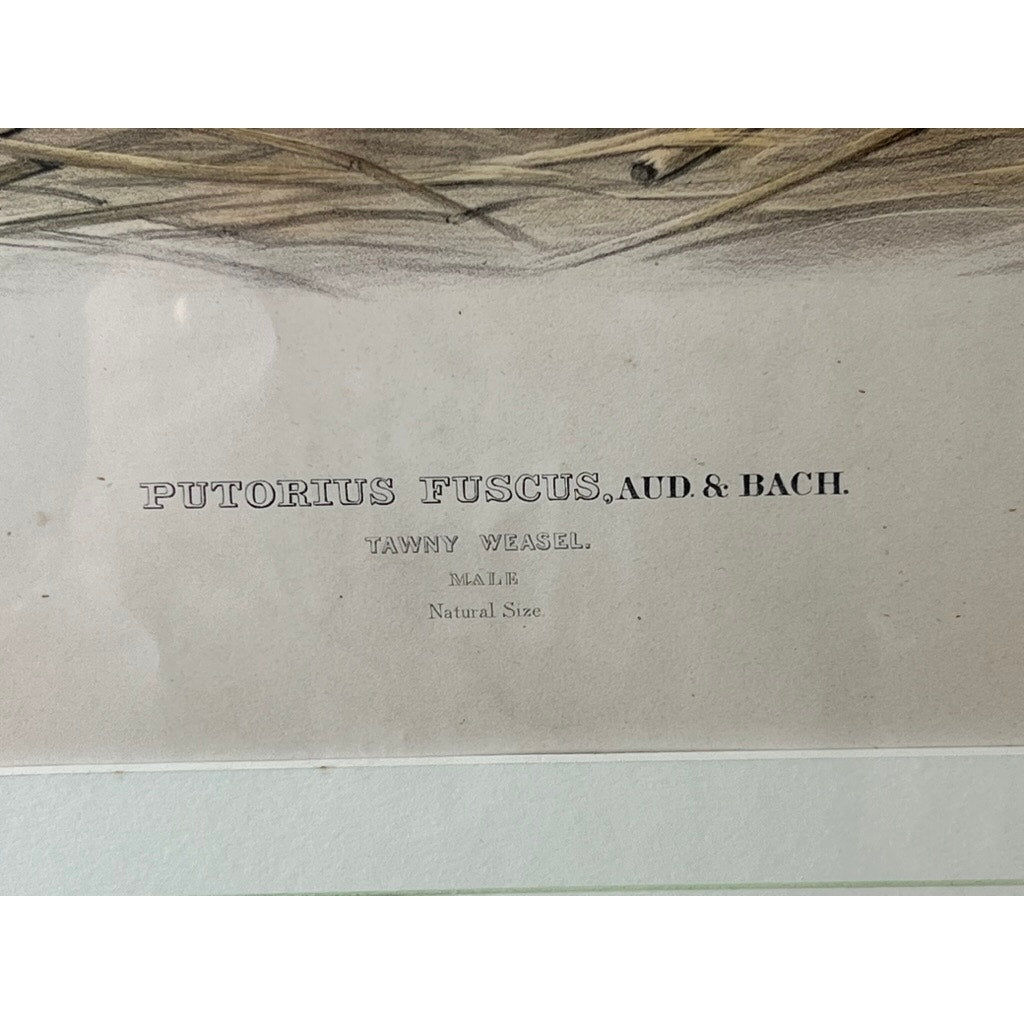 PUTORIUS FUSCUS, AUD. & BACH.
TAWNY WEASEL.
MALE
Natural Size.